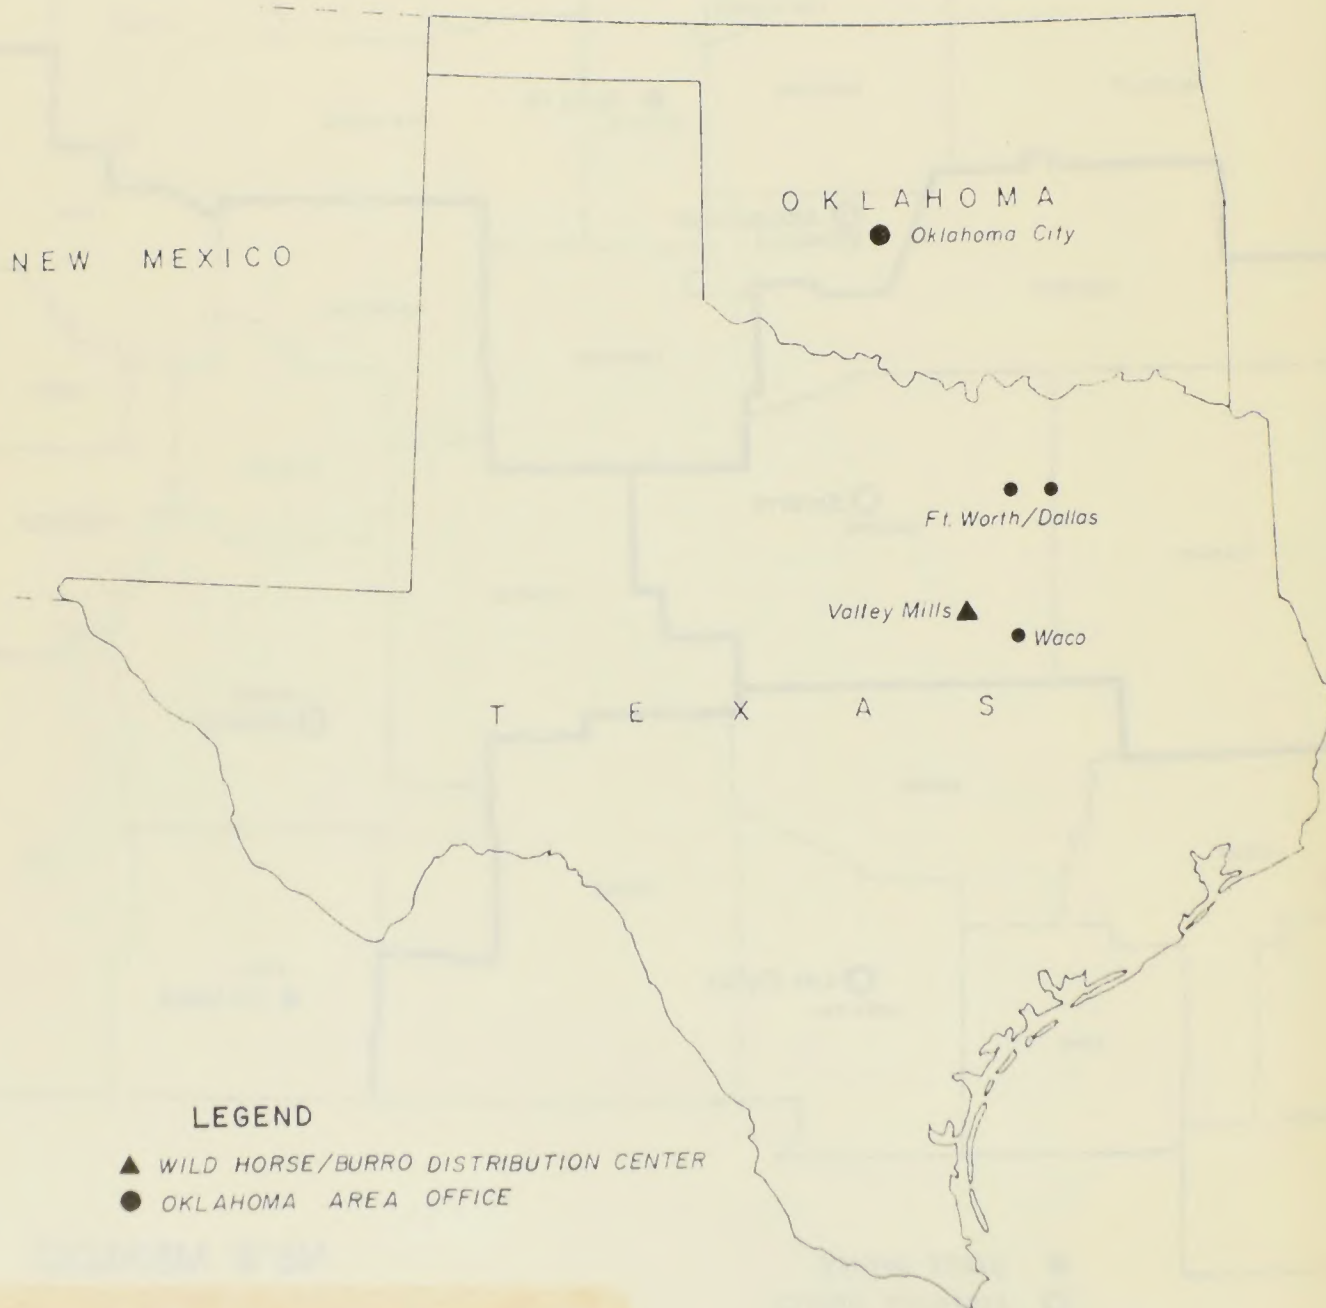 OKLAHOMA
Oklahoma City
NEW MEXICO
Ft. Worth/Dallas
Valley Mills
Waco
TEXAS
LEGEND
▲ WILD HORSE/BURRO DISTRIBUTION CENTER
● OKLAHOMA AREA OFFICE